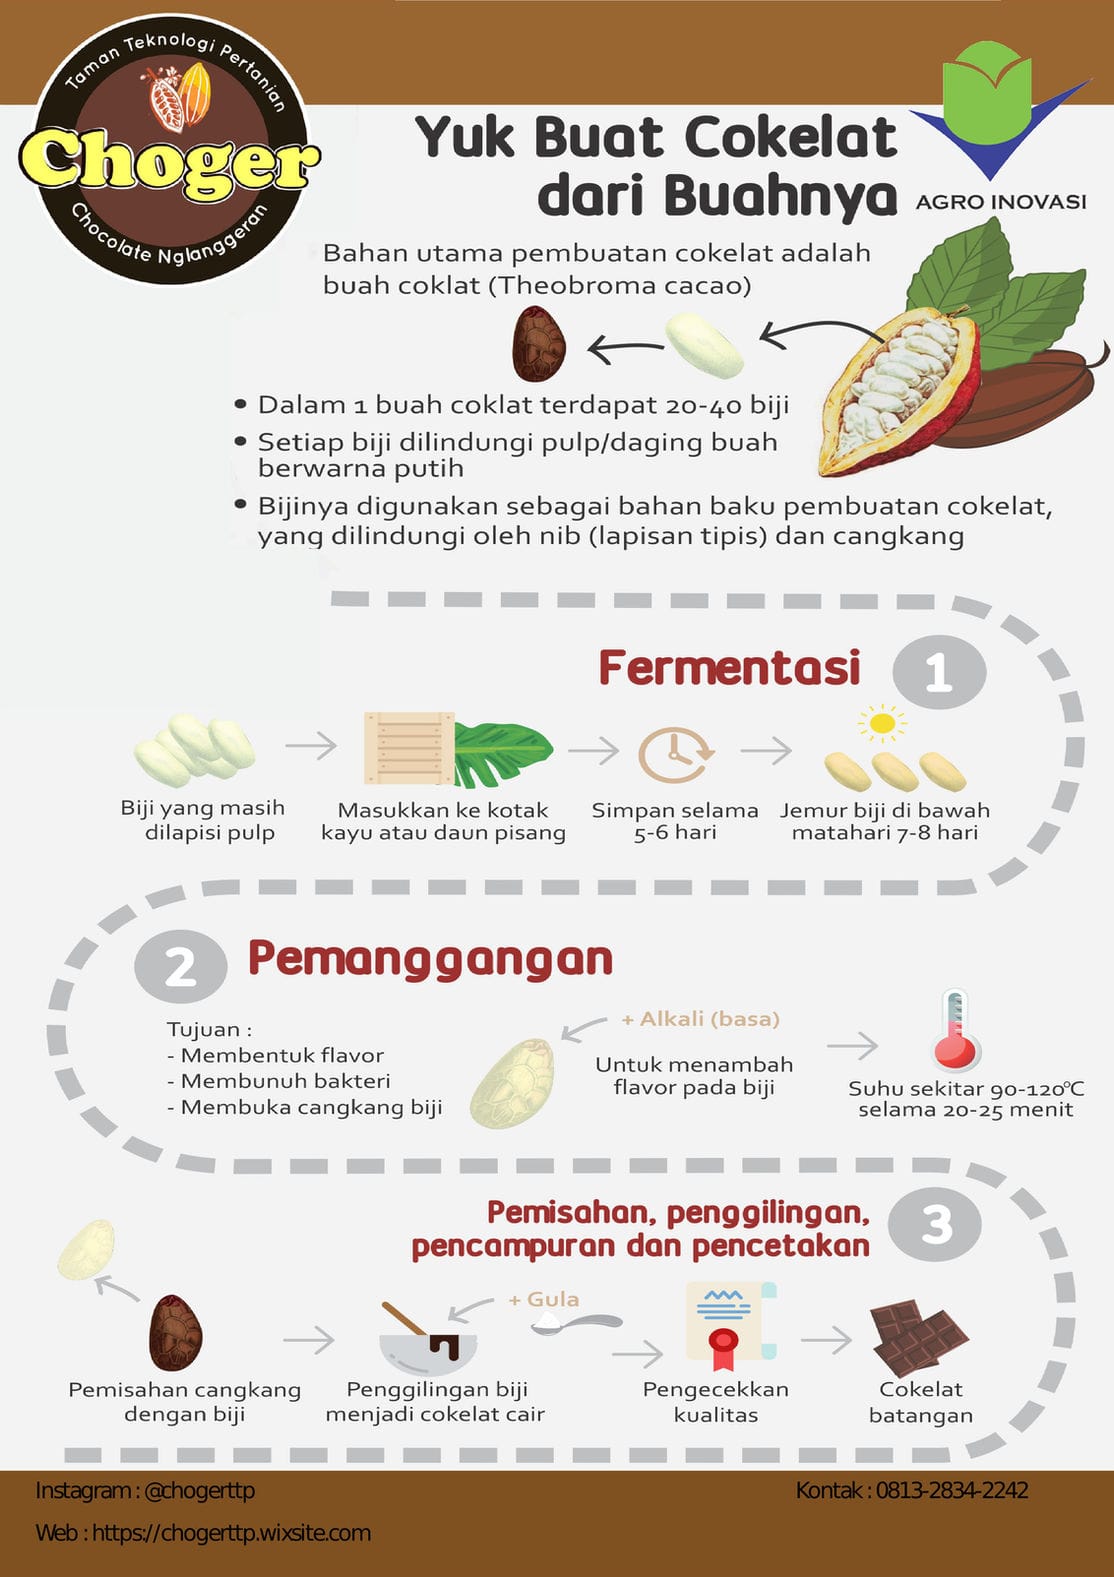 Taman Teknologi Pertanian
Choger
Chocolate Nglanggeran
Yuk Buat Cokelat
dari Buahnya
AGRO INOVASI
Bahan utama pembuatan cokelat adalah
buah coklat (Theobroma cacao)
• Dalam 1 buah coklat terdapat 20-40 biji
• Setiap biji dilindungi pulp/daging buah
berwarna putih
• Bijinya digunakan sebagai bahan baku pembuatan cokelat,
yang dilindungi oleh nib (lapisan tipis) dan cangkang
Fermentasi
1
Biji yang masih
dilapisi pulp
Masukkan ke kotak
kayu atau daun pisang
Simpan selama
5-6 hari
Jemur biji di bawah
matahari 7-8 hari
2
Pemanggangan
Tujuan :
- Membentuk flavor
- Membunuh bakteri
- Membuka cangkang biji
+ Alkali (basa)
Untuk menambah
flavor pada biji
Suhu sekitar 90-120°C
selama 20-25 menit
Pemisahan, penggilingan,
pencampuran dan pencetakan
3
+ Gula
Pemisahan cangkang
dengan biji
Penggilingan biji
menjadi cokelat cair
Pengecekkan
kualitas
Cokelat
batangan
Instagram : @chogerttp
Kontak : 0813-2834-2242
Web : https://chogerttp.wixsite.com